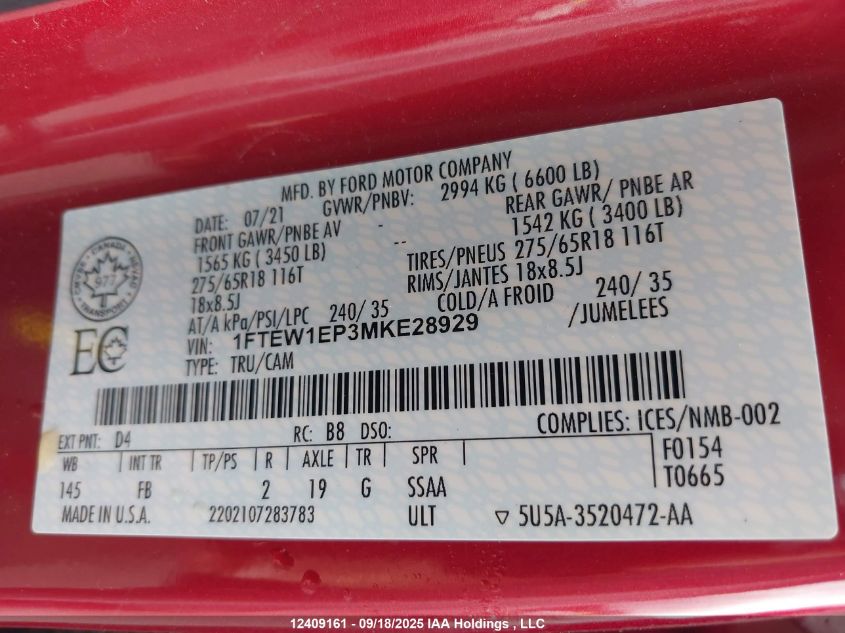 MFD. BY FORD MOTOR COMPANY
DATE: 07/21 GVWR/PNBV: 2994 KG ( 6600 LB)
FRONT GAWR/PNBE AV - REAR GAWR/ PNBE AR
1565 KG ( 3450 LB) -- 1542 KG ( 3400 LB)
275/65R18 116T TIRES/PNEUS 275/65R18 116T
18x8.5J RIMS/JANTES 18x8.5J
AT/A kPa/PSI/LPC 240/ 35 COLD/A FROID 240/ 35
VIN: 1FTEW1EP3MKE28929 /JUMELEES
TYPE: TRU/CAM
CANADA
977
TRANSPORT
EC
EXT PNT: D4 RC: B8 DSO: COMPLIES: ICES/NMB-002
WB INT TR TP/PS R AXLE TR SPR F0154
145 FB 2 19 G SSAA T0665
MADE IN U.S.A. 2202107283783 ULT ▽ 5U5A-3520472-AA
12409161 - 09/18/2025 IAA Holdings , LLC